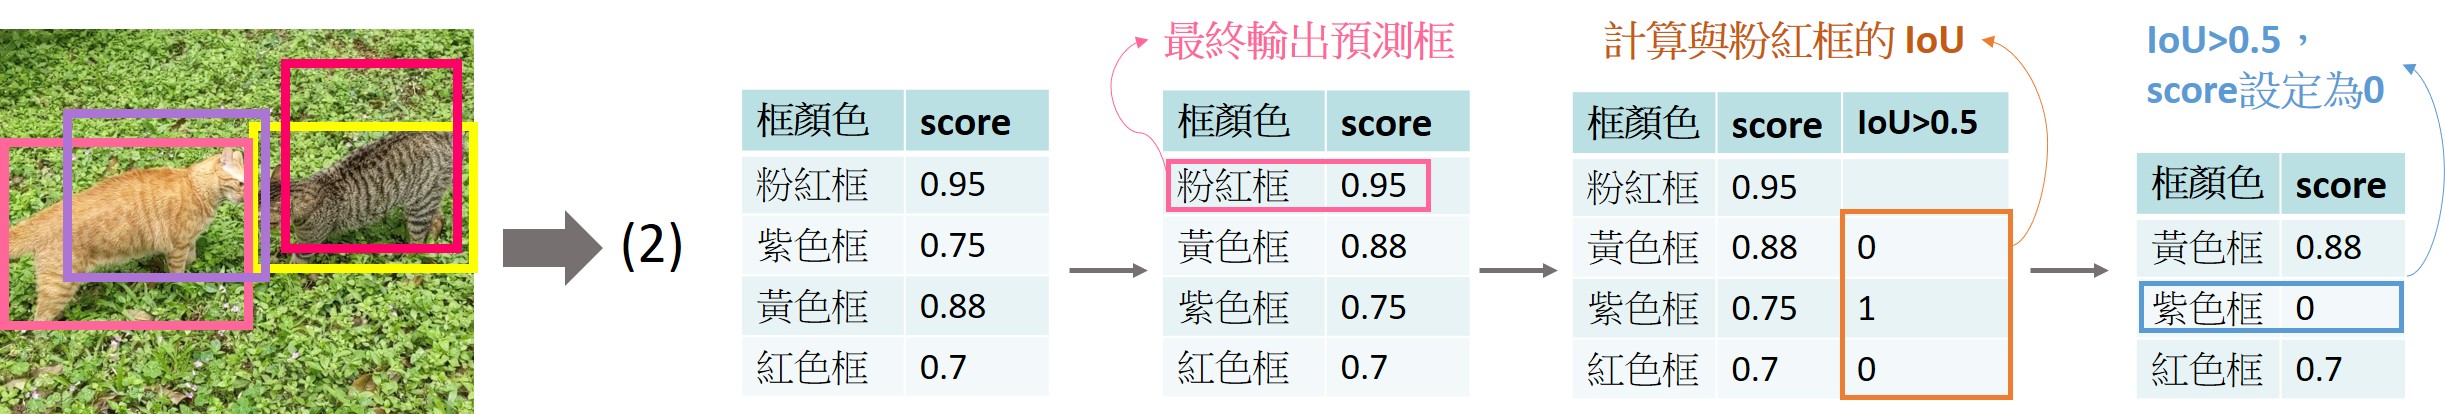 (2)
框顏色 score
粉紅框 0.95
紫色框 0.75
黃色框 0.88
紅色框 0.7
最終輸出預測框
框顏色 score
粉紅框 0.95
黃色框 0.88
紫色框 0.75
紅色框 0.7
計算與粉紅框的 IoU
框顏色 score IoU>0.5
粉紅框 0.95
黃色框 0.88 0
紫色框 0.75 1
紅色框 0.7 0
IoU>0.5，
score設定為0
框顏色 score
黃色框 0.88
紫色框 0
紅色框 0.7